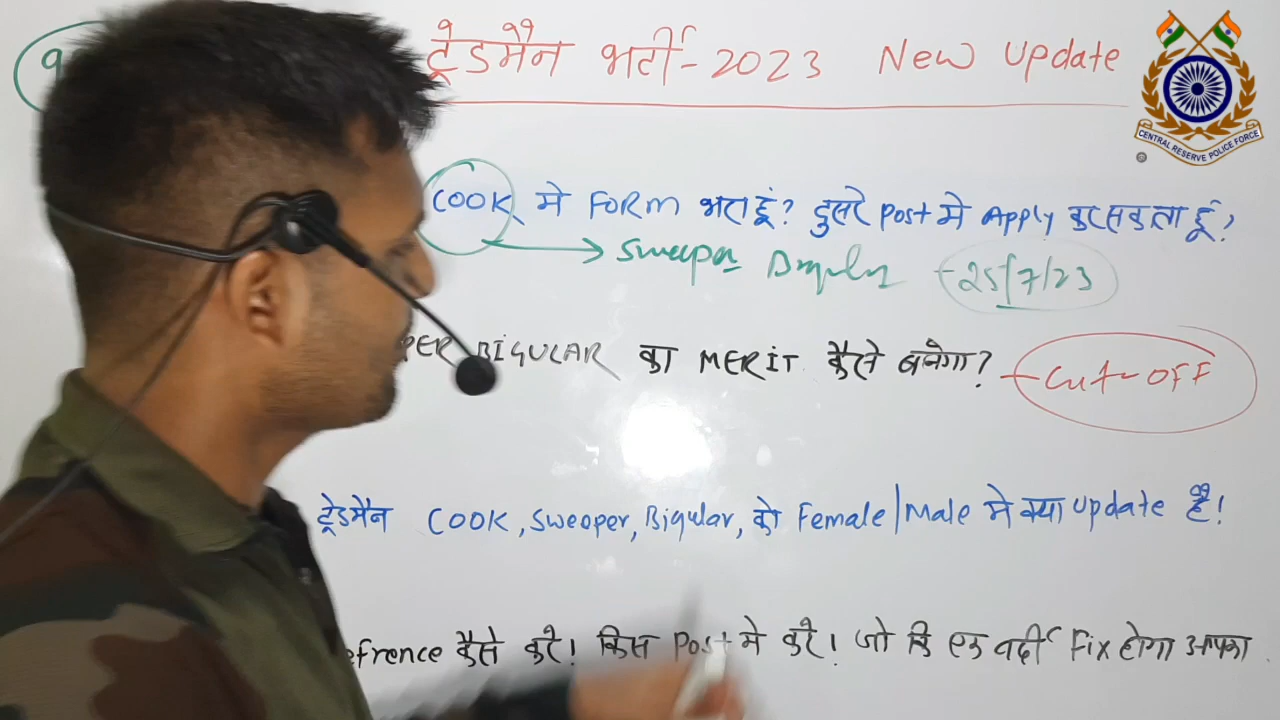 ट्रेडमैन भर्ती - 2023 New Update
CENTRAL RESERVE POLICE FORCE
COOK मे FORM भरा हूं? दुसरे Post मे Apply कर सकता हूं?
Sweeper - 25/7/23
PER BIGULAR का MERIT कैसे बनेगा? - Cut-OFF
ट्रेडमैन COOK, Sweoper, Bigular, को Female/Male मे क्या update है!
efrence कैसे करे! किस Post मे करे! जो कि एक वर्दी Fix होगा आपका